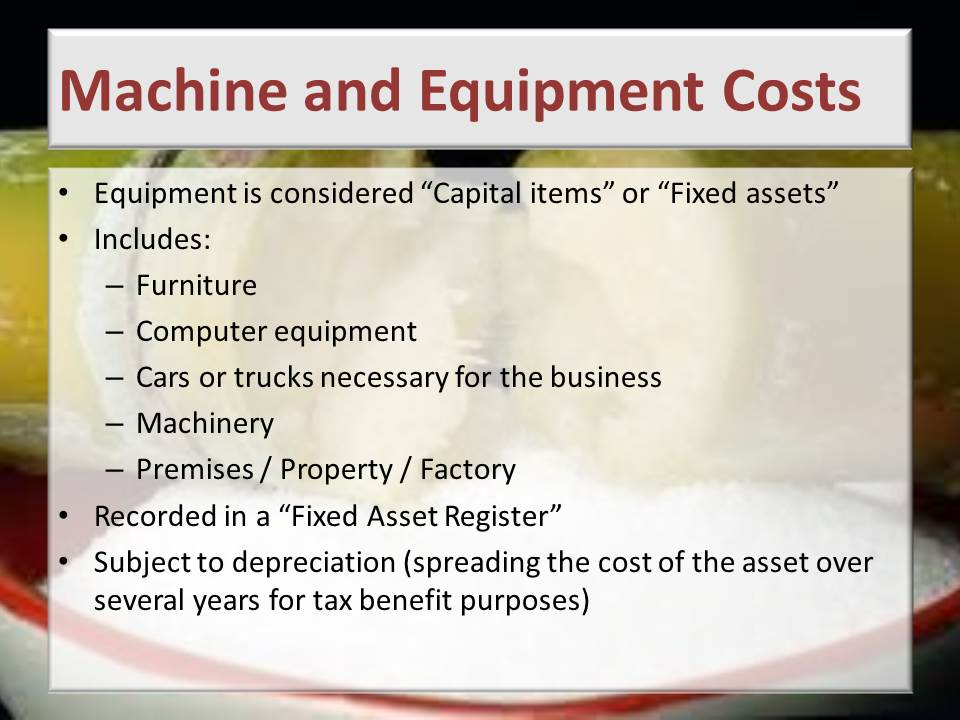 Machine and Equipment Costs
• Equipment is considered “Capital items” or “Fixed assets”
• Includes:
– Furniture
– Computer equipment
– Cars or trucks necessary for the business
– Machinery
– Premises / Property / Factory
• Recorded in a “Fixed Asset Register”
• Subject to depreciation (spreading the cost of the asset over
several years for tax benefit purposes)